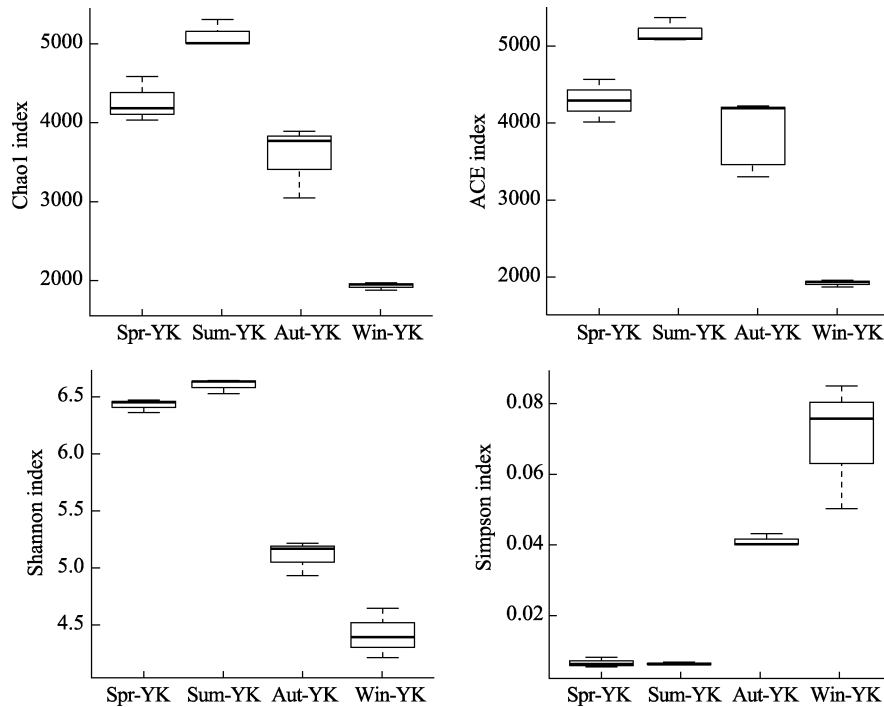 Chao1 index
5000
4000
3000
2000
Spr-YK Sum-YK Aut-YK Win-YK
ACE index
5000
4000
3000
2000
Spr-YK Sum-YK Aut-YK Win-YK
Shannon index
6.5
6.0
5.5
5.0
4.5
Spr-YK Sum-YK Aut-YK Win-YK
Simpson index
0.08
0.06
0.04
0.02
Spr-YK Sum-YK Aut-YK Win-YK